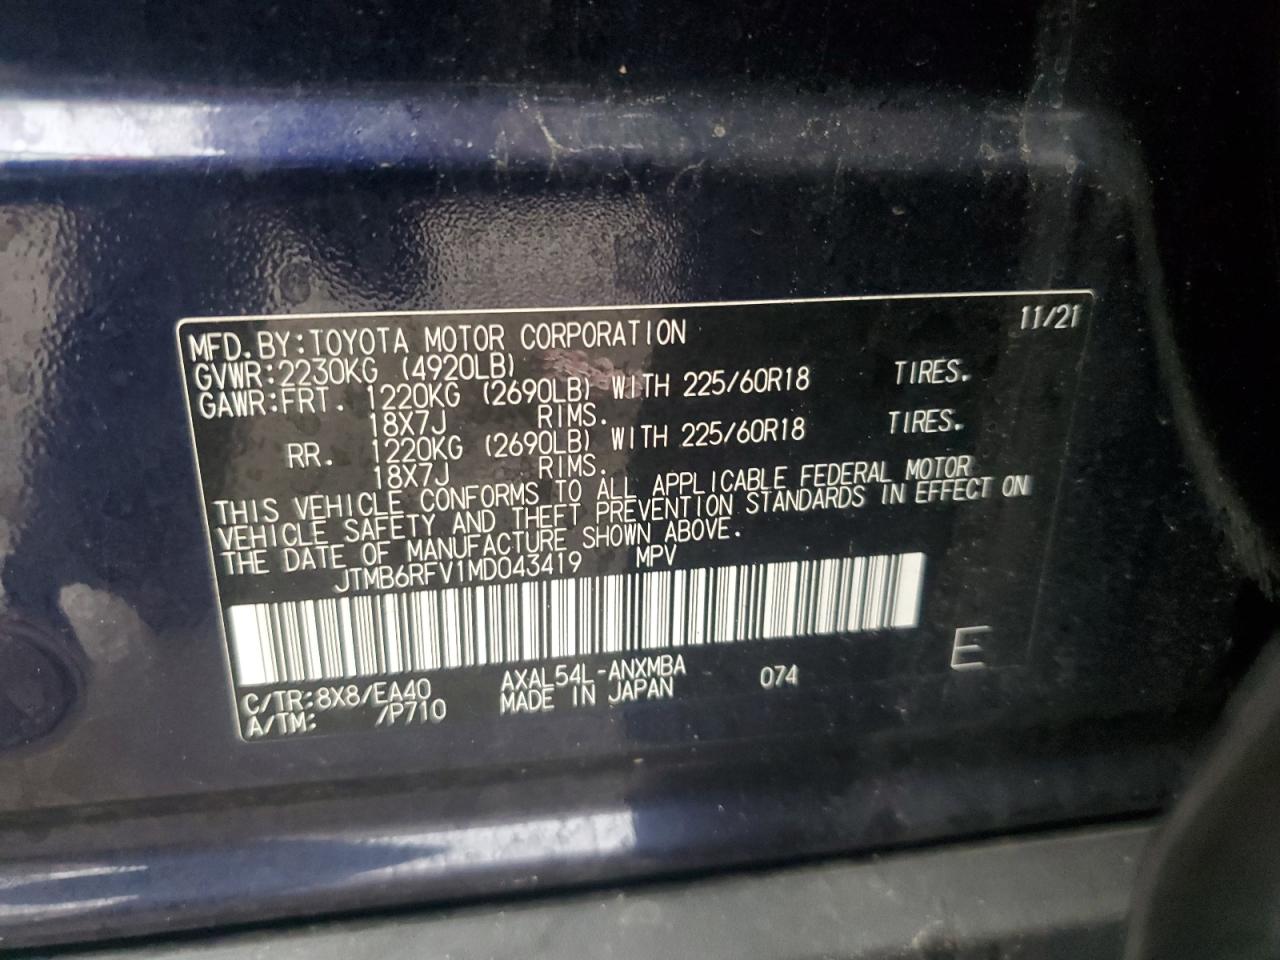 11/21
MFD. BY: TOYOTA MOTOR CORPORATION
GVWR: 2230KG (4920LB)
GAWR: FRT. 1220KG (2690LB) WITH 225/60R18 TIRES.
18X7J RIMS.
RR. 1220KG (2690LB) WITH 225/60R18 TIRES.
18X7J RIMS.
THIS VEHICLE CONFORMS TO ALL APPLICABLE FEDERAL MOTOR
VEHICLE SAFETY AND THEFT PREVENTION STANDARDS IN EFFECT ON
THE DATE OF MANUFACTURE SHOWN ABOVE.
JTMB6RFV1MD043419 MPV
C/TR: 8X8/EA40 AXAL54L-ANXMBA 074 E
A/TM: /P710 MADE IN JAPAN